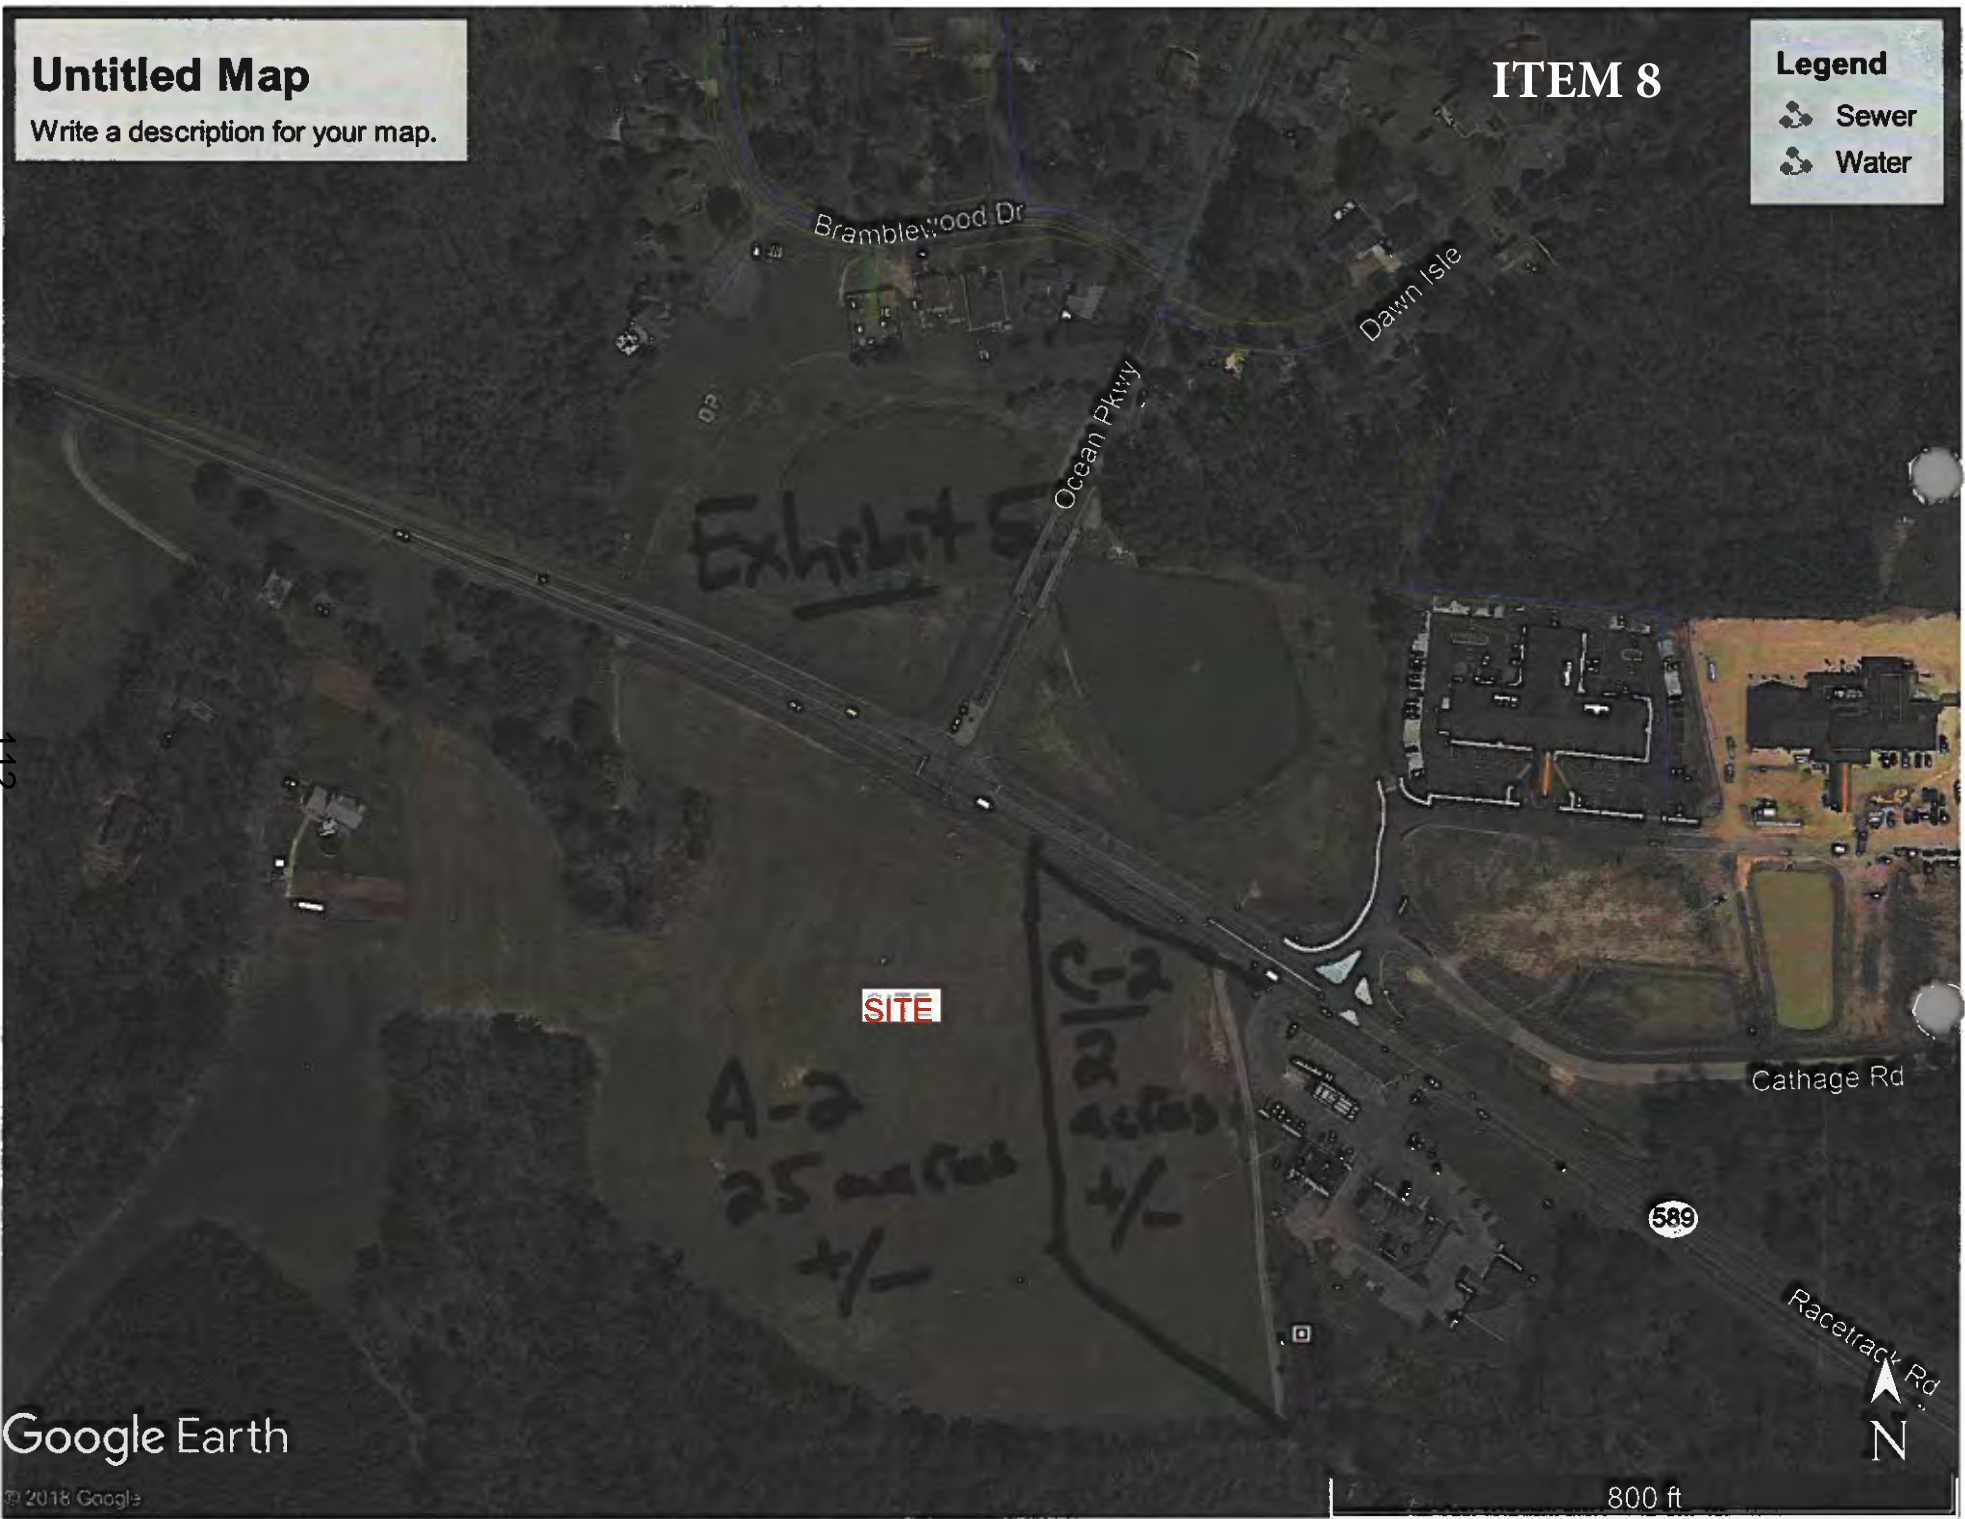 Untitled Map
Write a description for your map.
ITEM 8
Legend
Sewer
Water
Bramblewood Dr
Dawn Isle
Ocean Pkwy
Exhibit 5
112
SITE
C-2
2
acres
+/-
A-2
25 acres
+/-
Cathage Rd
589
Racetrack Rd
N
Google Earth
© 2018 Google
800 ft